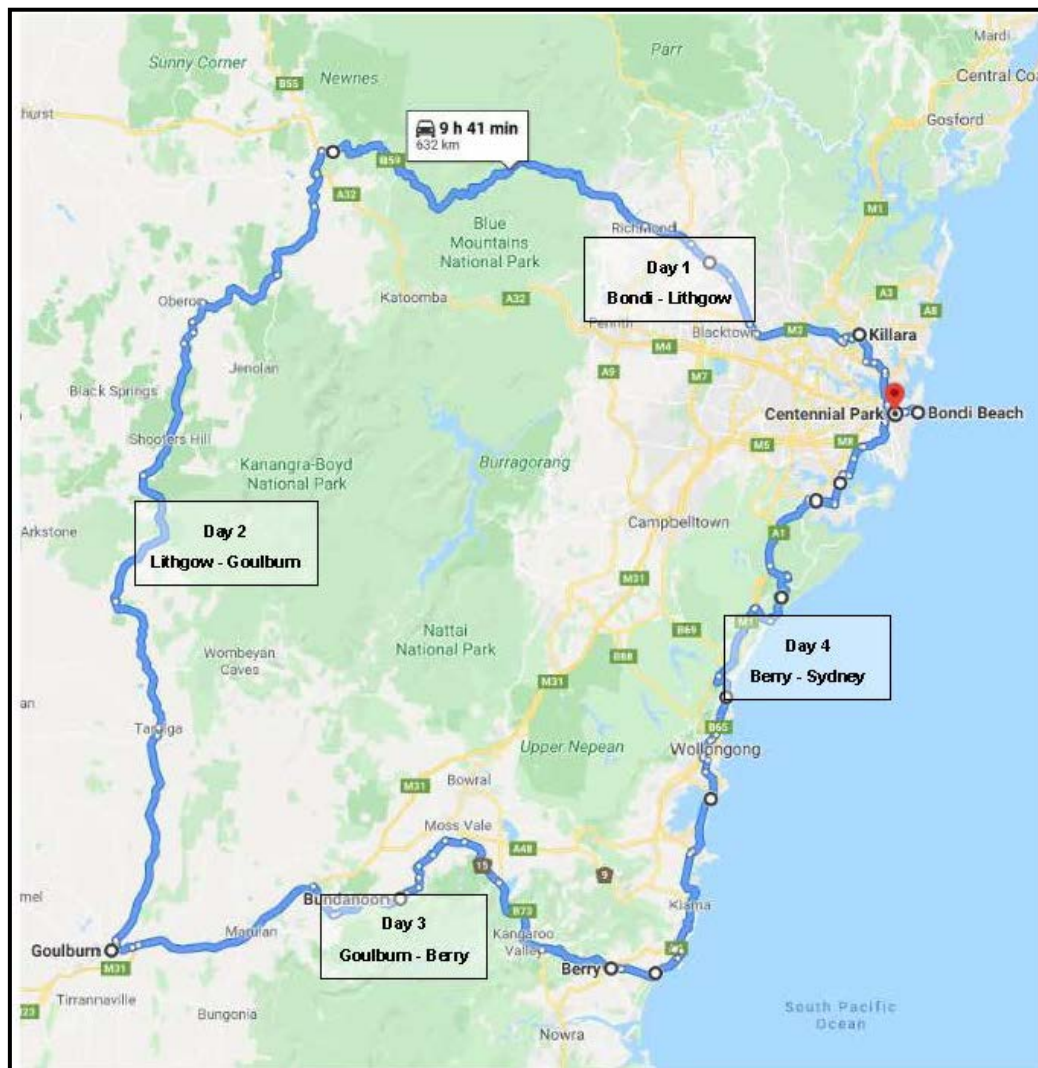 Mardi
Parr
Sunny Corner
Newnes
B55
Central Coa
hurst
Gosford
9 h 41 min
632 km
B59
A32
M1
Blue
Mountains
National Park
Richmond
Day 1
Bondi - Lithgow
A3
A8
Oberon
Katoomba
A32
Penrith
Blacktown
M2
Killara
M4
Jenolan
A9
M7
Black Springs
Centennial Park
Bondi Beach
Shooters Hill
M5
M8
Kanangra-Boyd
National Park
Burragorang
Arkstone
Day 2
Lithgow - Goulburn
Campbelltown
A1
M31
Nattai
National Park
B69
M1
Wombeyan
Caves
B88
Day 4
Berry - Sydney
M31
an
Taralga
B65
Upper Nepean
Wollongong
M31
Bowral
Moss Vale
A48
15
9
mel
Bundanoon
Day 3
Goulburn - Berry
B73
Kiama
Marulan
Kangaroo
Valley
Goulburn
M31
Berry
Tirrannaville
23
Bungonia
South Pacific
Ocean
Nowra